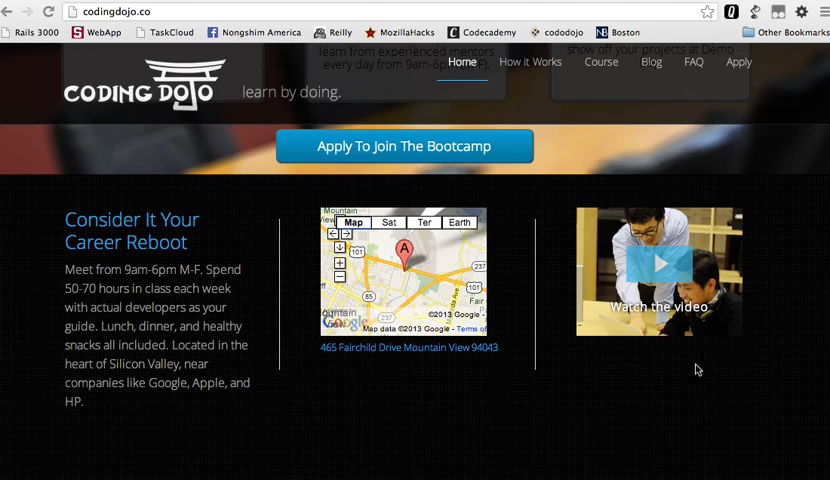 codingdojo.co
Rails 3000 WebApp TaskCloud Nongshim America Reilly MozillaHacks Codecademy cododojo Boston Other Bookmarks
learn from experienced mentors
every day from 9am-6pm
show off your projects at Demo
Home How it Works Course Blog FAQ Apply
CODING DOJO
learn by doing.
Apply To Join The Bootcamp
Consider It Your
Career Reboot
Meet from 9am-6pm M-F. Spend
50-70 hours in class each week
with actual developers as your
guide. Lunch, dinner, and healthy
snacks all included. Located in the
heart of Silicon Valley, near
companies like Google, Apple, and
HP.
Mountain
View
Map Sat Ter Earth
101
237
A
101
85
Fair
237
Google
©2013 Google -
Map data ©2013 Google - Terms of
465 Fairchild Drive Mountain View 94043
Watch the video